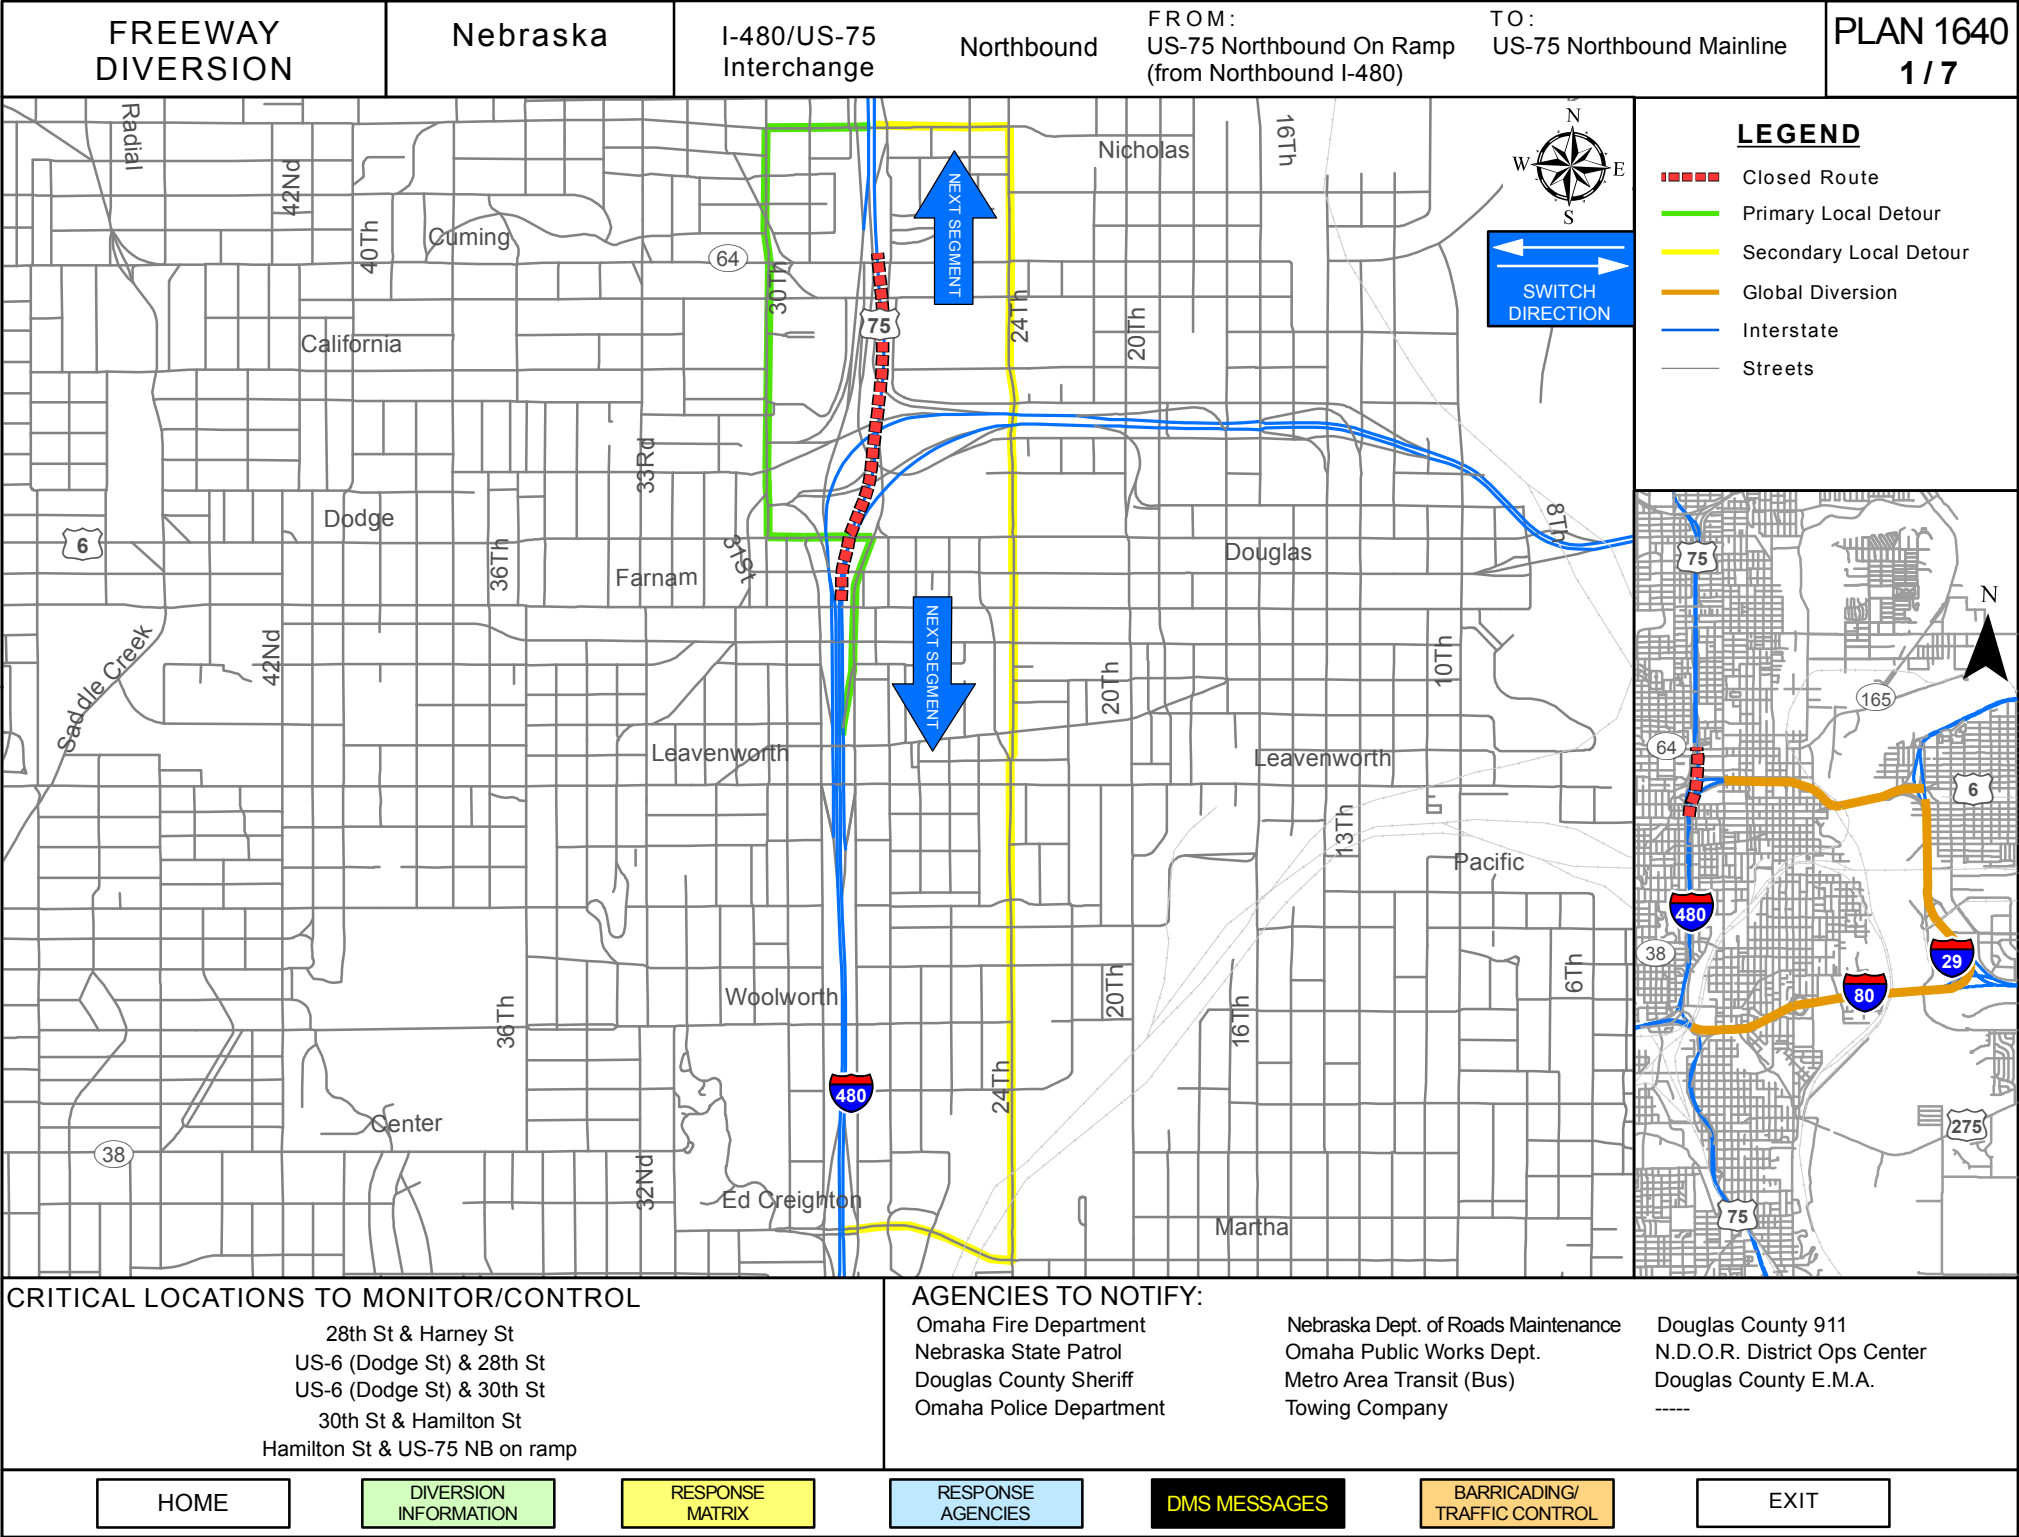 FREEWAY
DIVERSION
Nebraska
I-480/US-75
Interchange
Northbound
FROM:
US-75 Northbound On Ramp
(from Northbound I-480)
TO:
US-75 Northbound Mainline
PLAN 1640
1 / 7
Radial
42Nd
40Th
Cuming
64
30Th
75
NEXT SEGMENT
24Th
Nicholas
16Th
20Th
N
W
E
S
SWITCH
DIRECTION
California
33Rd
Dodge
6
36Th
31St
Farnam
Douglas
8Th
NEXT SEGMENT
Saddle Creek
42Nd
20Th
10Th
Leavenworth
Leavenworth
13Th
Pacific
36Th
Woolworth
20Th
16Th
6Th
480
24Th
Center
38
32Nd
Ed Creighton
Martha
LEGEND
Closed Route
Primary Local Detour
Secondary Local Detour
Global Diversion
Interstate
Streets
75
N
165
64
6
480
38
29
80
275
75
CRITICAL LOCATIONS TO MONITOR/CONTROL
28th St & Harney St
US-6 (Dodge St) & 28th St
US-6 (Dodge St) & 30th St
30th St & Hamilton St
Hamilton St & US-75 NB on ramp
AGENCIES TO NOTIFY:
Omaha Fire Department
Nebraska State Patrol
Douglas County Sheriff
Omaha Police Department
Nebraska Dept. of Roads Maintenance
Omaha Public Works Dept.
Metro Area Transit (Bus)
Towing Company
Douglas County 911
N.D.O.R. District Ops Center
Douglas County E.M.A.
-----
HOME
DIVERSION
INFORMATION
RESPONSE
MATRIX
RESPONSE
AGENCIES
DMS MESSAGES
BARRICADING/
TRAFFIC CONTROL
EXIT